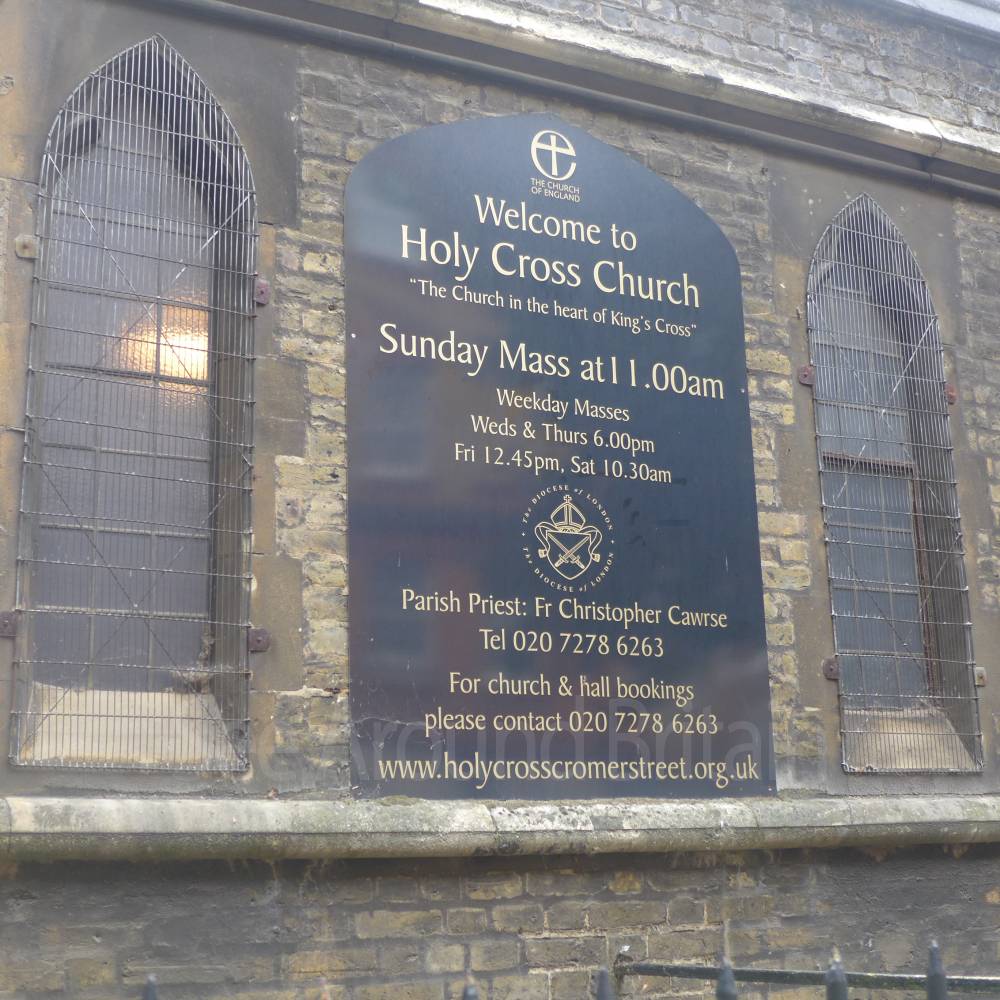 THE CHURCH
OF ENGLAND
Welcome to
Holy Cross Church
"The Church in the heart of King's Cross"
Sunday Mass at 11.00am
Weekday Masses
Weds & Thurs 6.00pm
Fri 12.45pm, Sat 10.30am
The DIOCESE of LONDON
The DIOCESE of LONDON
Parish Priest: Fr Christopher Cawrse
Tel 020 7278 6263
For church & hall bookings
please contact 020 7278 6263
Around Britain
www.holycrosscromerstreet.org.uk